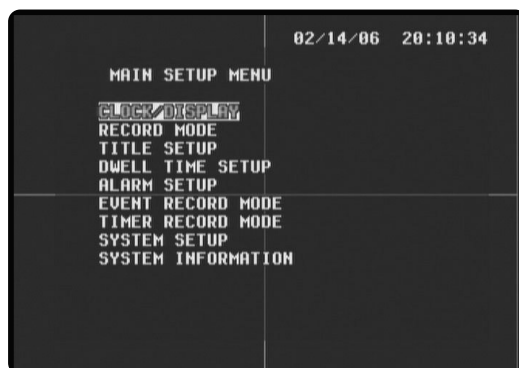 02/14/06 20:10:34
MAIN SETUP MENU
CLOCK/DISPLAY
RECORD MODE
TITLE SETUP
DWELL TIME SETUP
ALARM SETUP
EVENT RECORD MODE
TIMER RECORD MODE
SYSTEM SETUP
SYSTEM INFORMATION